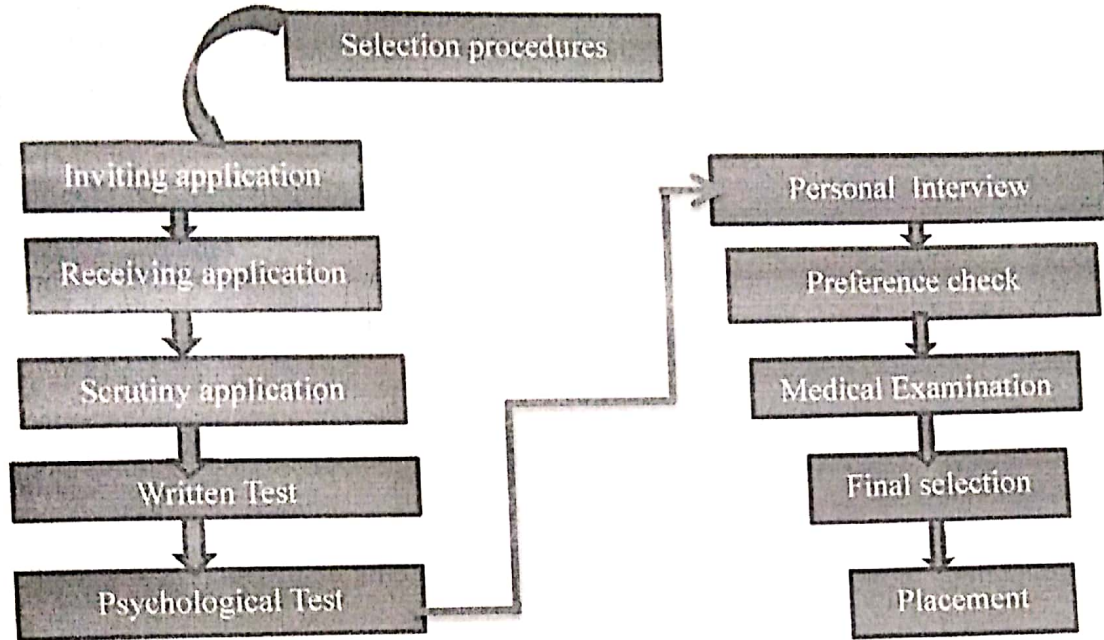 Selection procedures
Inviting application
Receiving application
Scrutiny application
Written Test
Psychological Test
Personal Interview
Preference check
Medical Examination
Final selection
Placement